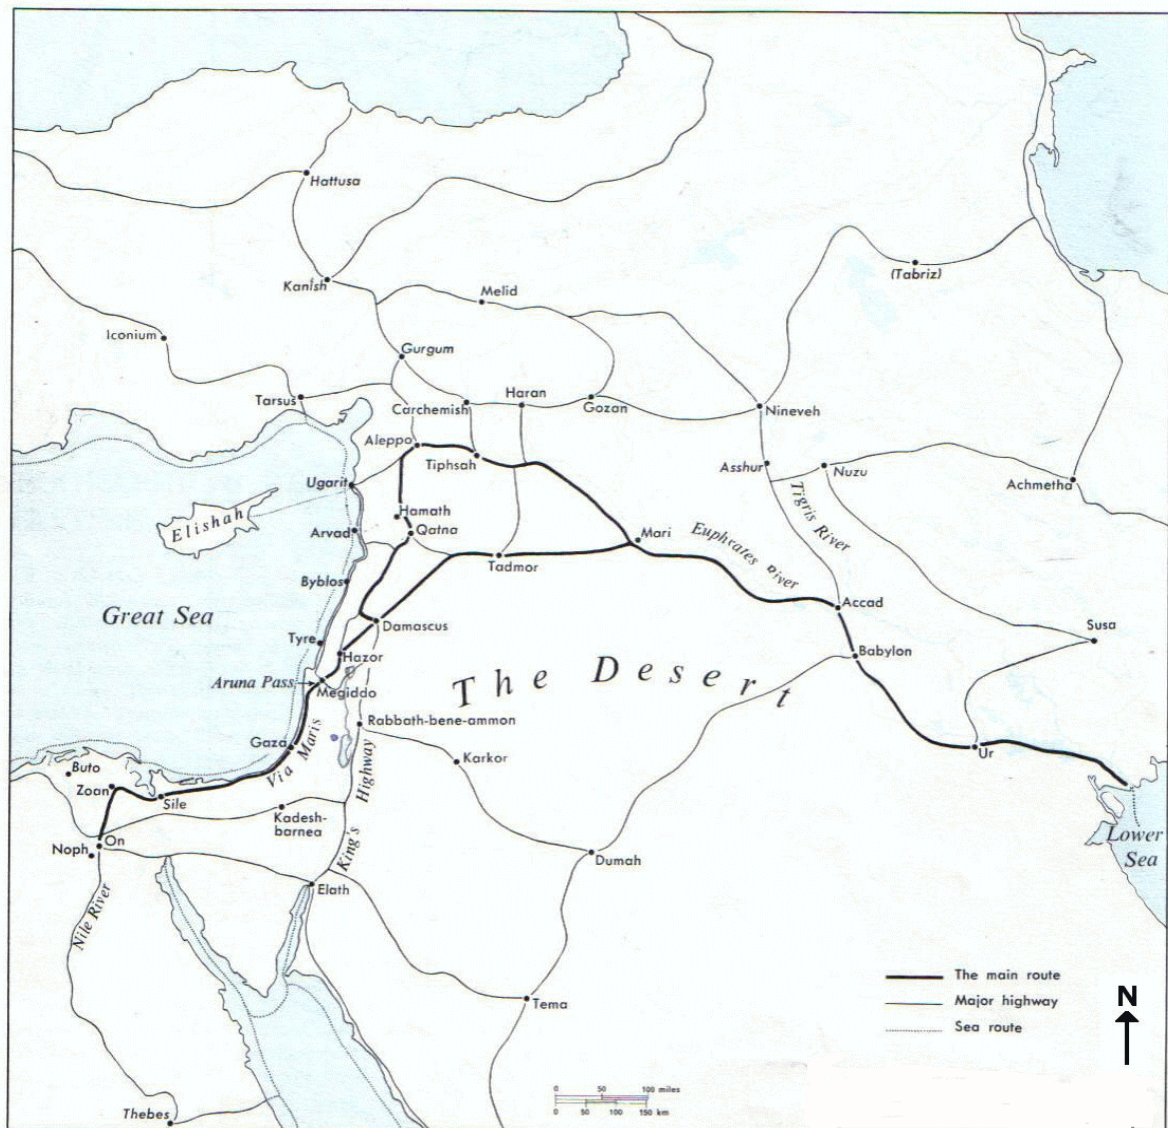 Hattusa
Kanish
(Tabriz)
Melid
Iconium
Gurgum
Tarsus
Carchemish
Haran
Gozan
Nineveh
Aleppo
Tiphsah
Asshur
Nuzu
Achmetha
Ugarit
Elishah
Hamath
Arvad
Qatna
Tadmor
Mari
Euphrates River
Tigris River
Byblos
Accad
Great Sea
Damascus
Susa
Tyre
Hazor
Babylon
Aruna Pass
Megiddo
The Desert
Rabbath-bene-ammon
Gaza
Via Maris
Karkor
Ur
Buto
Zoan
Sile
Kadesh-
barnea
King's Highway
Lower
Sea
Noph
On
Dumah
Elath
Nile River
Tema
The main route
Major highway
Sea route
N
0 50 100 miles
0 50 100 150 km
Thebes